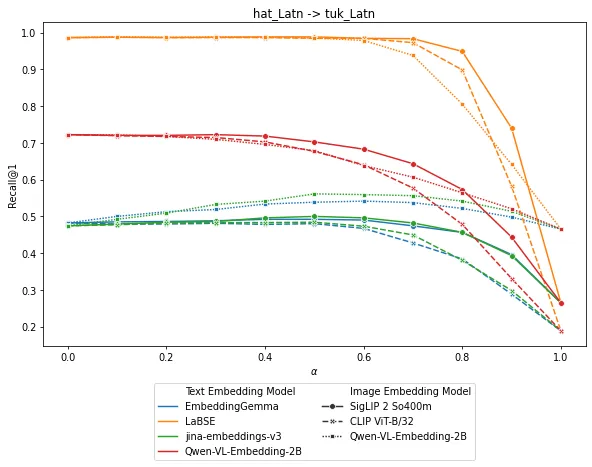 hat_Latn -> tuk_Latn
1.0
0.9
0.8
0.7
0.6
0.5
0.4
0.3
0.2
Recall@1
0.0 0.2 0.4 0.6 0.8 1.0
α
Text Embedding Model Image Embedding Model
EmbeddingGemma SigLIP 2 So400m
LaBSE CLIP ViT-B/32
jina-embeddings-v3 Qwen-VL-Embedding-2B
Qwen-VL-Embedding-2B